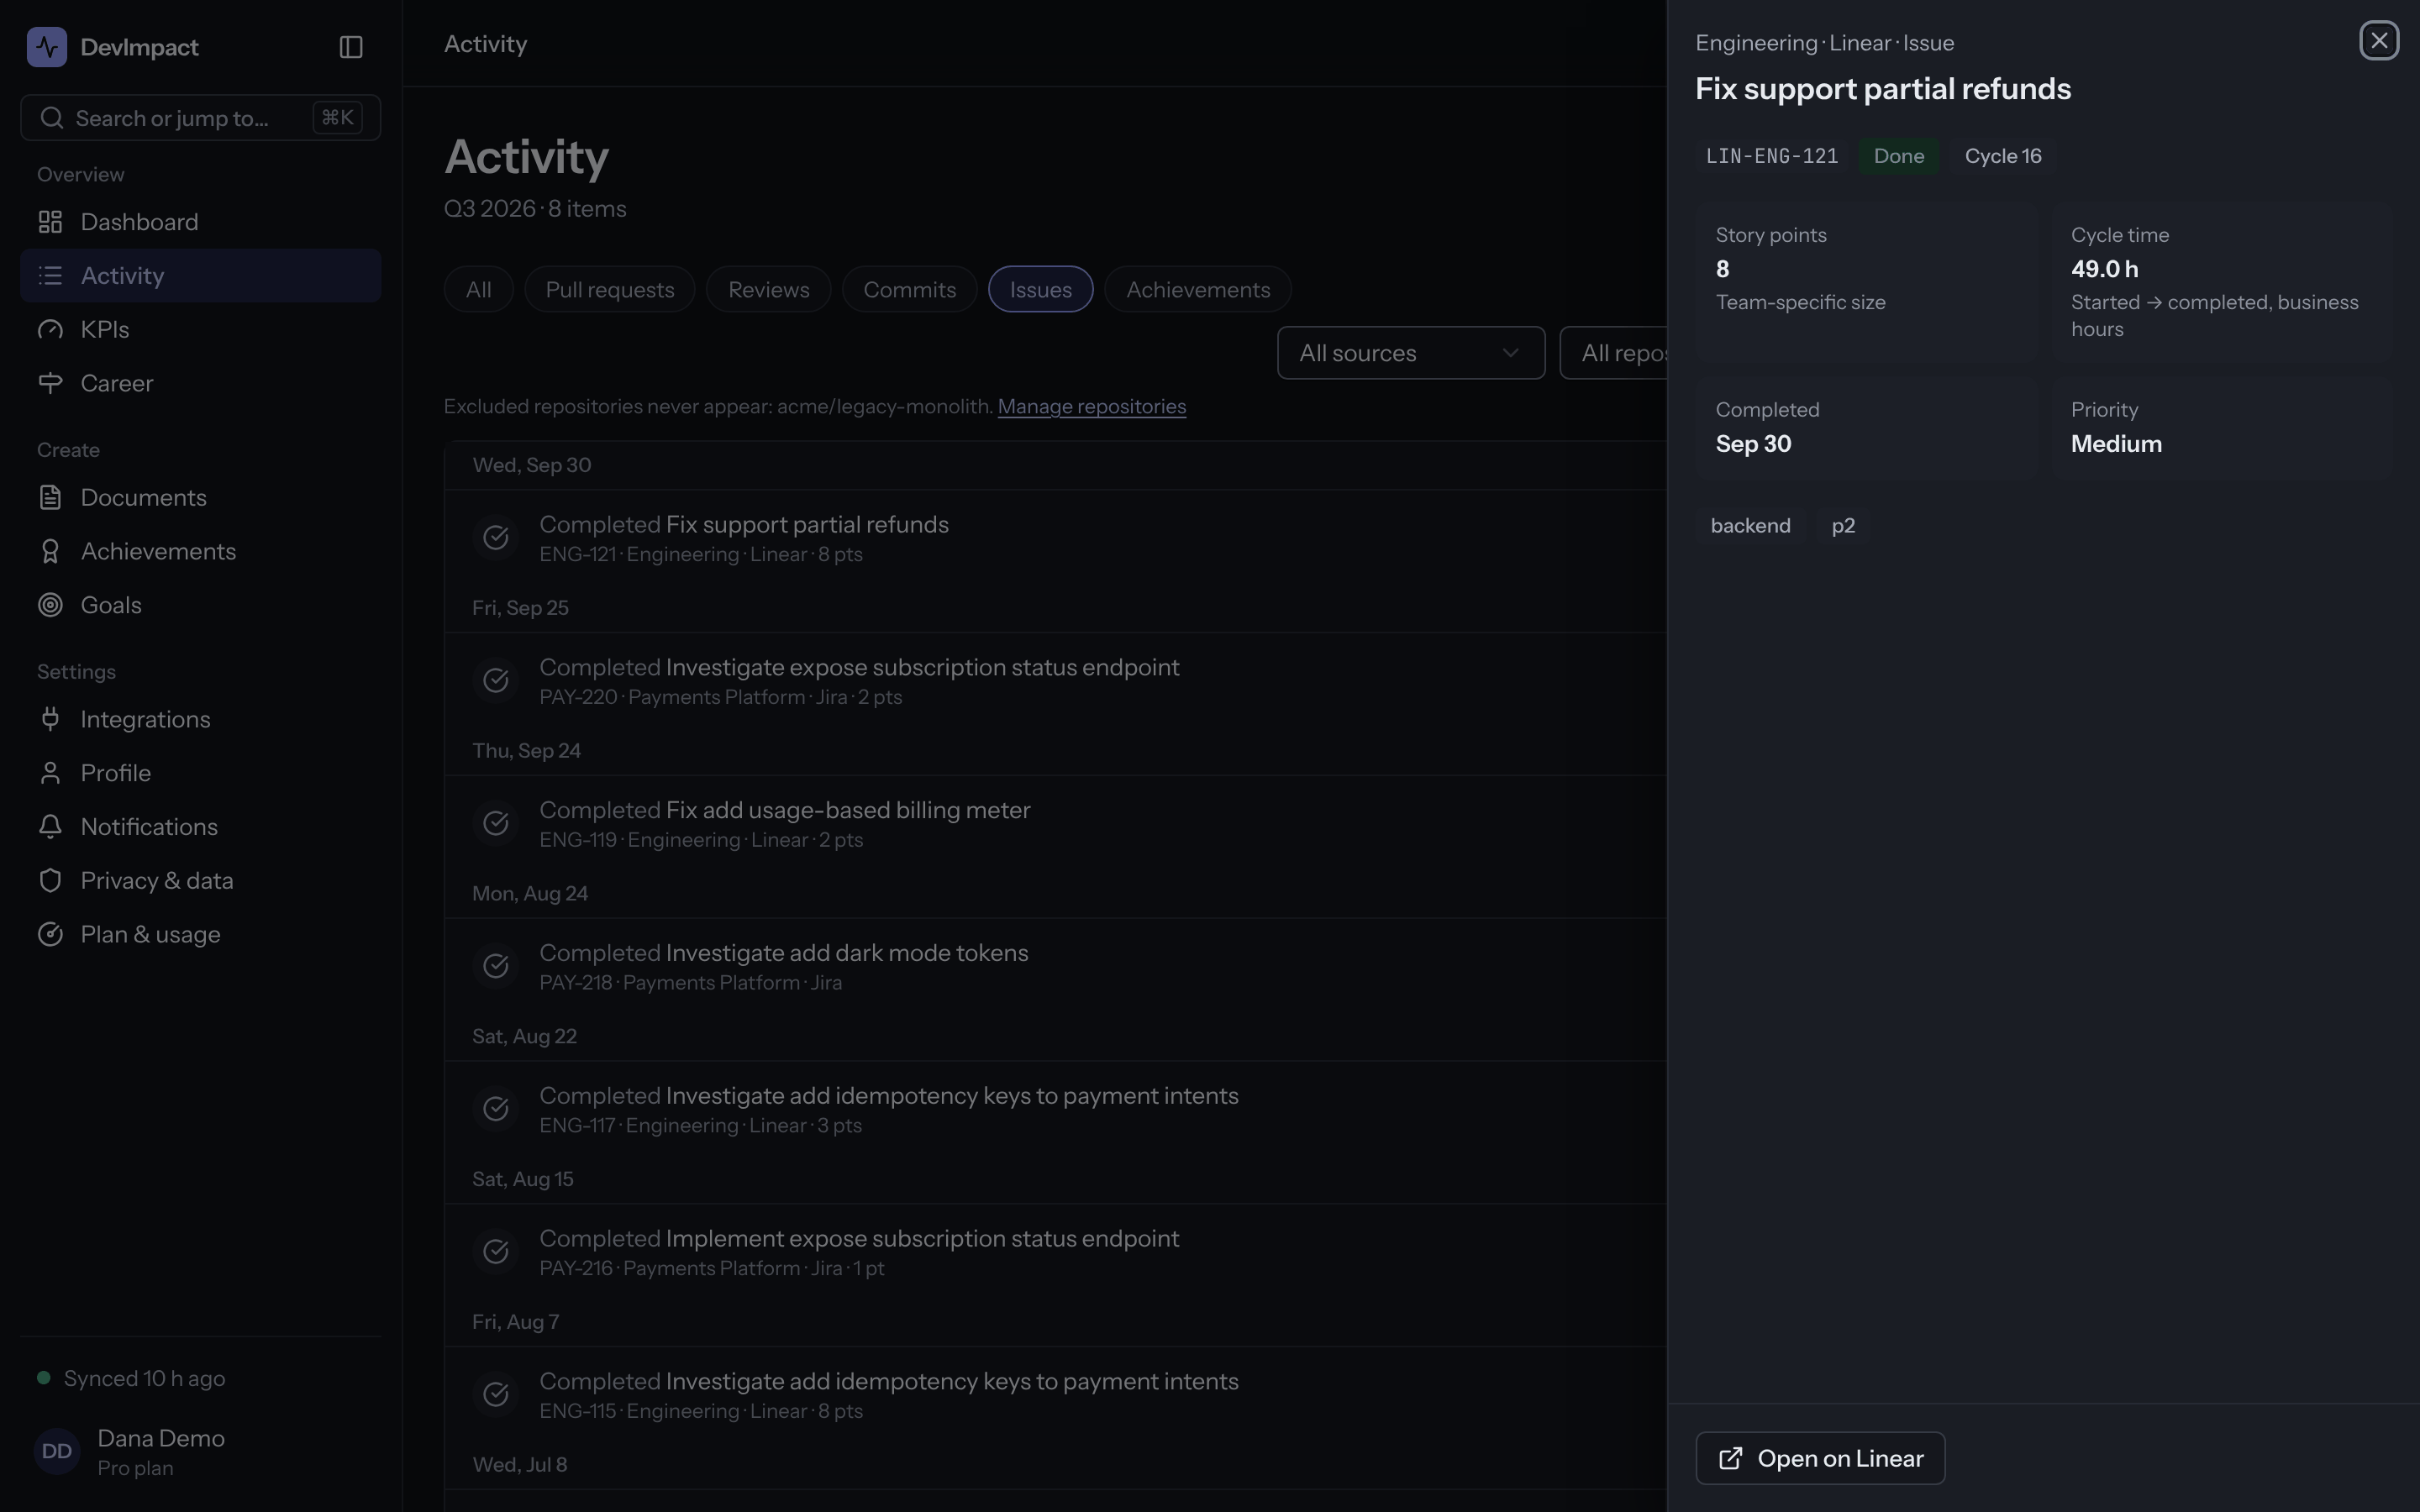 DevImpact
Search or jump to...
⌘K
Overview
Dashboard
Activity
KPIs
Career
Create
Documents
Achievements
Goals
Settings
Integrations
Profile
Notifications
Privacy & data
Plan & usage
Synced 10 h ago
DD
Dana Demo
Pro plan
Activity
Activity
Q3 2026 · 8 items
All
Pull requests
Reviews
Commits
Issues
Achievements
All sources
All repos
Excluded repositories never appear: acme/legacy-monolith. Manage repositories
Wed, Sep 30
Completed Fix support partial refunds
ENG-121 · Engineering · Linear · 8 pts
Fri, Sep 25
Completed Investigate expose subscription status endpoint
PAY-220 · Payments Platform · Jira · 2 pts
Thu, Sep 24
Completed Fix add usage-based billing meter
ENG-119 · Engineering · Linear · 2 pts
Mon, Aug 24
Completed Investigate add dark mode tokens
PAY-218 · Payments Platform · Jira
Sat, Aug 22
Completed Investigate add idempotency keys to payment intents
ENG-117 · Engineering · Linear · 3 pts
Sat, Aug 15
Completed Implement expose subscription status endpoint
PAY-216 · Payments Platform · Jira · 1 pt
Fri, Aug 7
Completed Investigate add idempotency keys to payment intents
ENG-115 · Engineering · Linear · 8 pts
Wed, Jul 8
Engineering · Linear · Issue
Fix support partial refunds
LIN-ENG-121
Done
Cycle 16
Story points
8
Team-specific size
Cycle time
49.0 h
Started → completed, business
hours
Completed
Sep 30
Priority
Medium
backend
p2
Open on Linear